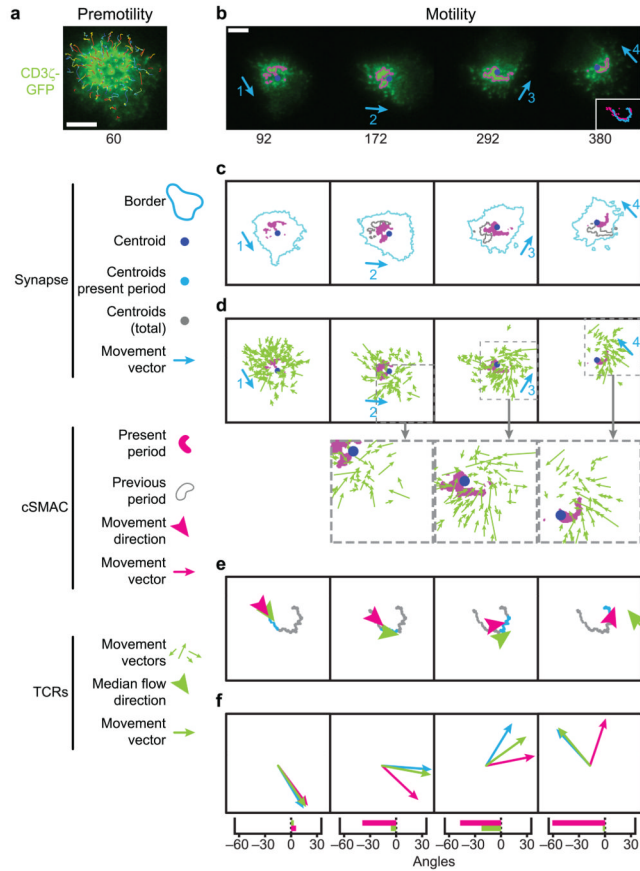 a
Premotility
b
Motility
CD3ζ-
GFP
60
1
2
3
4
92
172
292
380
c
Synapse
Border
Centroid
Centroids
present period
Centroids
(total)
Movement
vector
1
2
3
4
d
1
2
3
4
cSMAC
Present
period
Previous
period
Movement
direction
Movement
vector
e
TCRs
Movement
vectors
Median flow
direction
Movement
vector
f
−60 −30 0 30
−60 −30 0 30
−60 −30 0 30
−60 −30 0 30
Angles